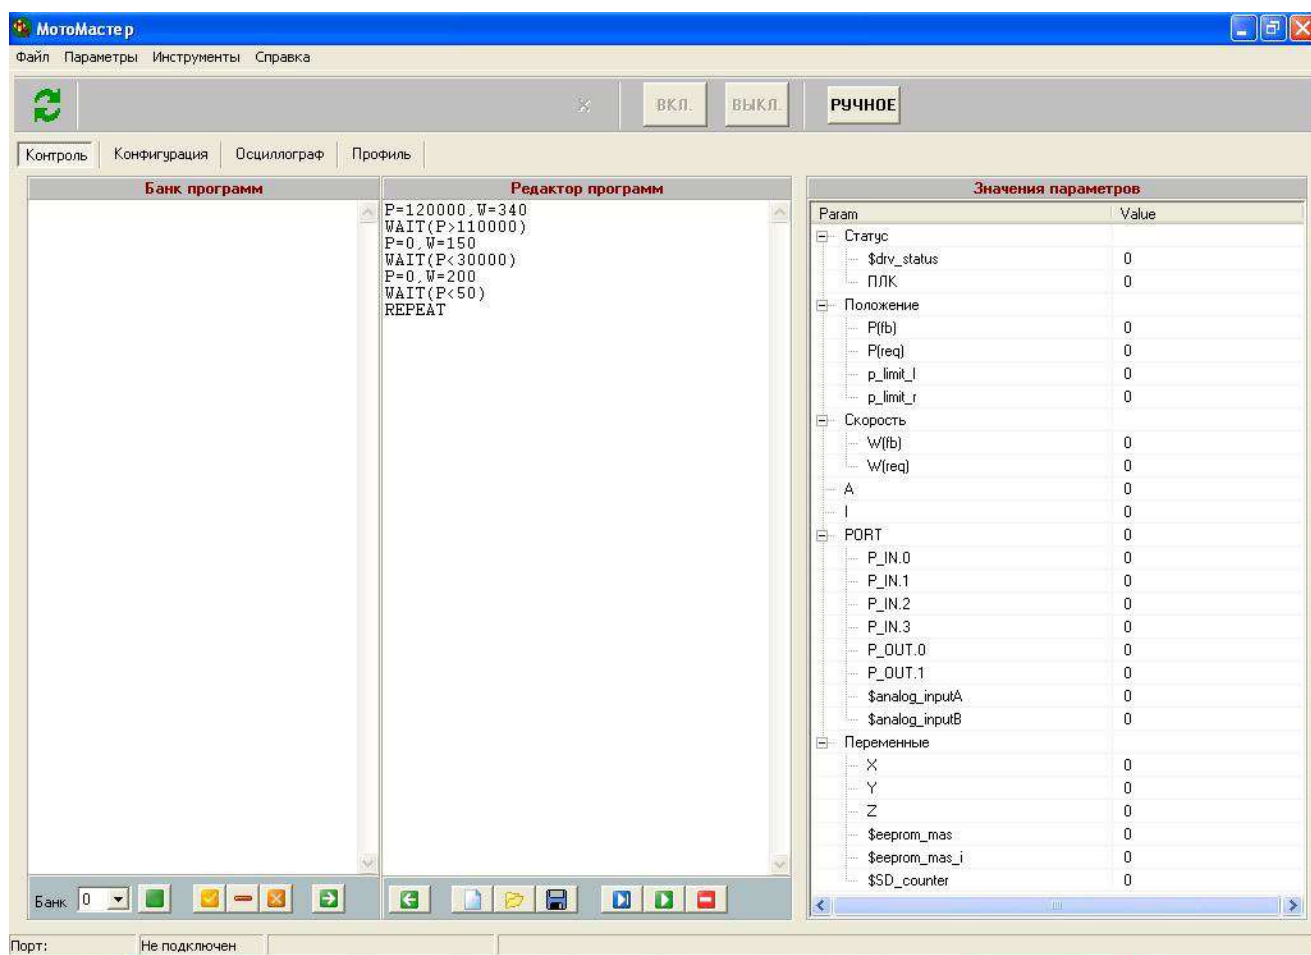 МотоМастер
Файл Параметры Инструменты Справка
ВКЛ. ВЫКЛ. РУЧНОЕ
Контроль Конфигурация Осциллограф Профиль
Банк программ
Редактор программ
P=120000,W=340
WAIT(P>110000)
P=0,W=150
WAIT(P<30000)
P=0,W=200
WAIT(P<50)
REPEAT
Значения параметров
Param Value
Статус
$drv_status 0
ПЛК 0
Положение
P(fb) 0
P(req) 0
p_limit_l 0
p_limit_r 0
Скорость
W(fb) 0
W(req) 0
A 0
I 0
PORT 0
P_IN.0 0
P_IN.1 0
P_IN.2 0
P_IN.3 0
P_OUT.0 0
P_OUT.1 0
$analog_inputA 0
$analog_inputB 0
Переменные
X 0
Y 0
Z 0
$eeprom_mas 0
$eeprom_mas_i 0
$SD_counter 0
Банк 0
Порт: Не подключен